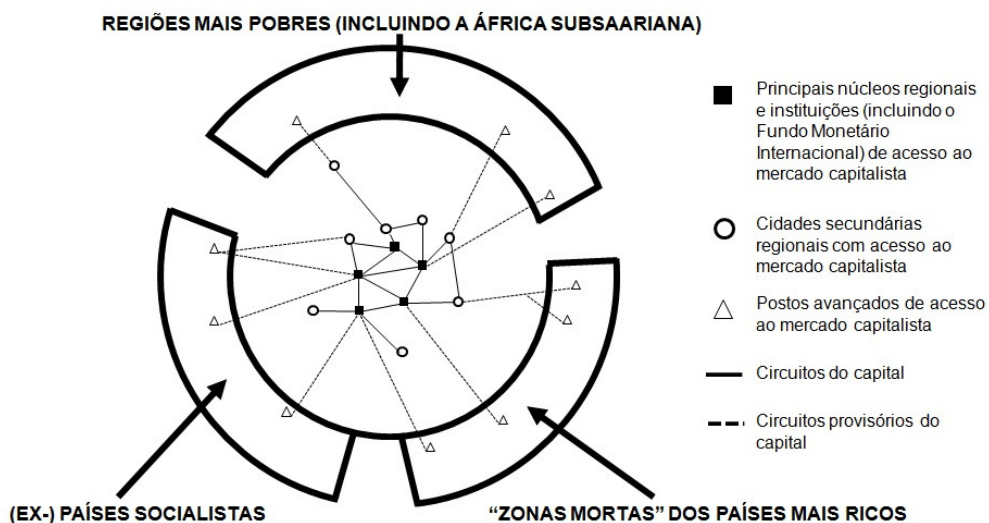 REGIÕES MAIS POBRES (INCLUINDO A ÁFRICA SUBSAARIANA)
Principais núcleos regionais
e instituições (incluindo o
Fundo Monetário
Internacional) de acesso ao
mercado capitalista
Cidades secundárias
regionais com acesso ao
mercado capitalista
Postos avançados de acesso
ao mercado capitalista
Circuitos do capital
Circuitos provisórios do
capital
(EX-) PAÍSES SOCIALISTAS
“ZONAS MORTAS” DOS PAÍSES MAIS RICOS